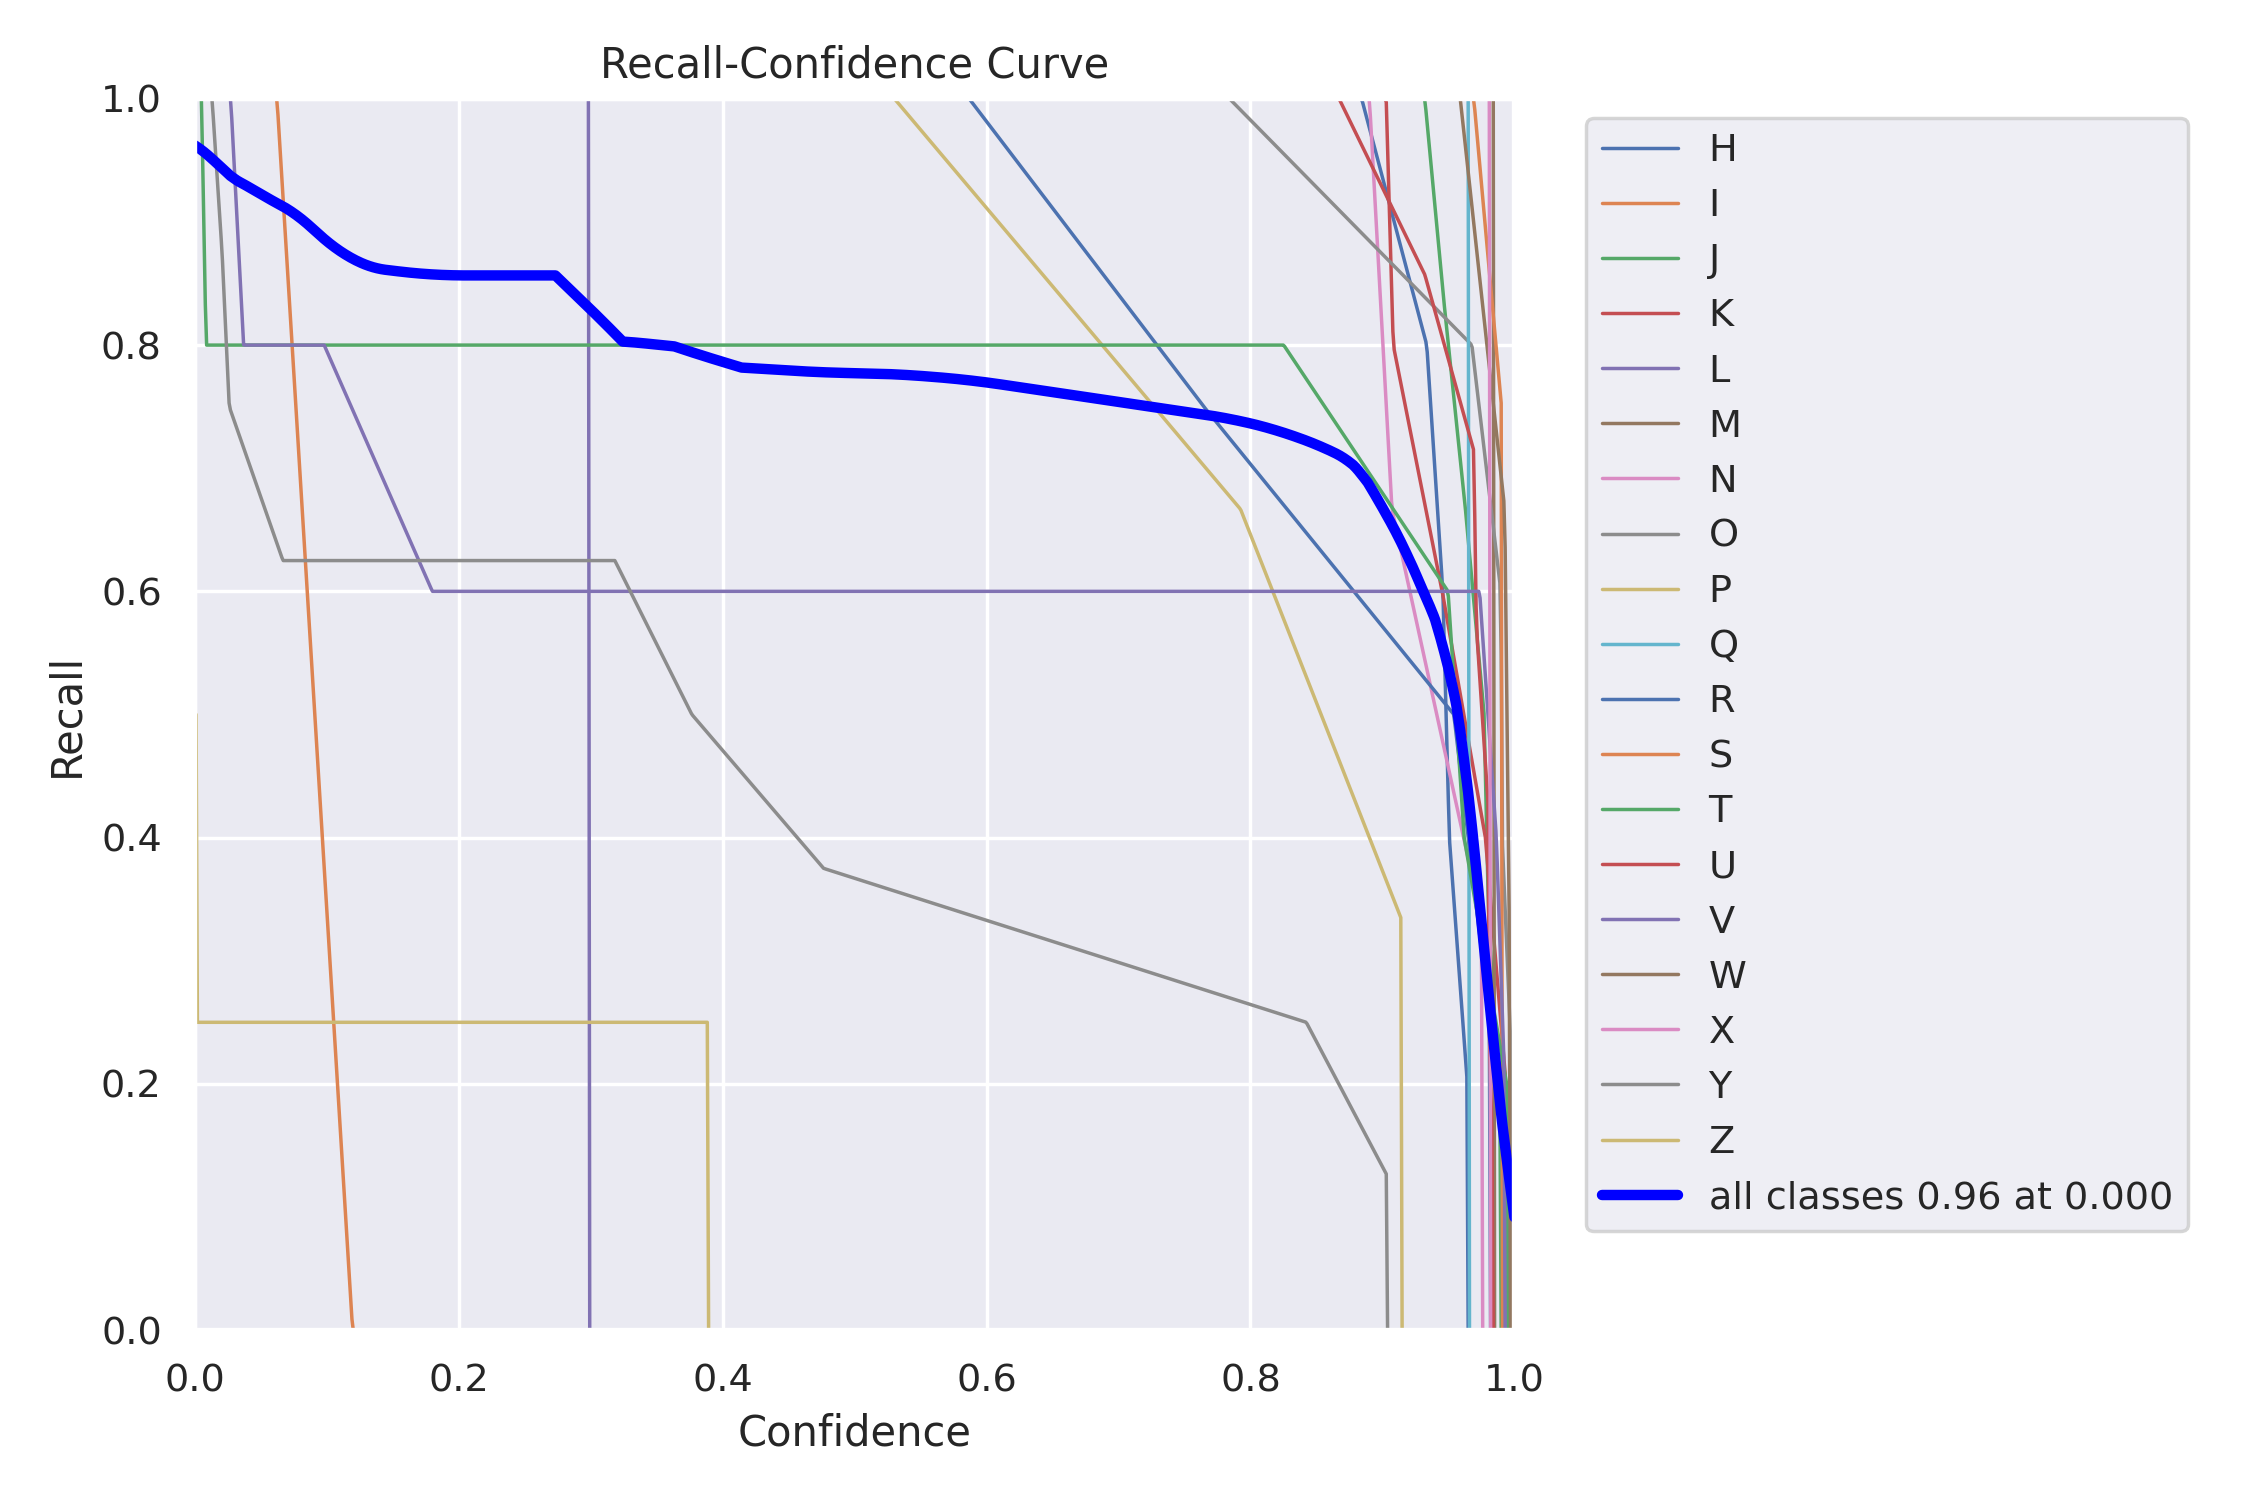 Recall-Confidence Curve
1.0
0.8
0.6
0.4
0.2
0.0
Recall
0.0 0.2 0.4 0.6 0.8 1.0
Confidence
H
I
J
K
L
M
N
O
P
Q
R
S
T
U
V
W
X
Y
Z
all classes 0.96 at 0.000